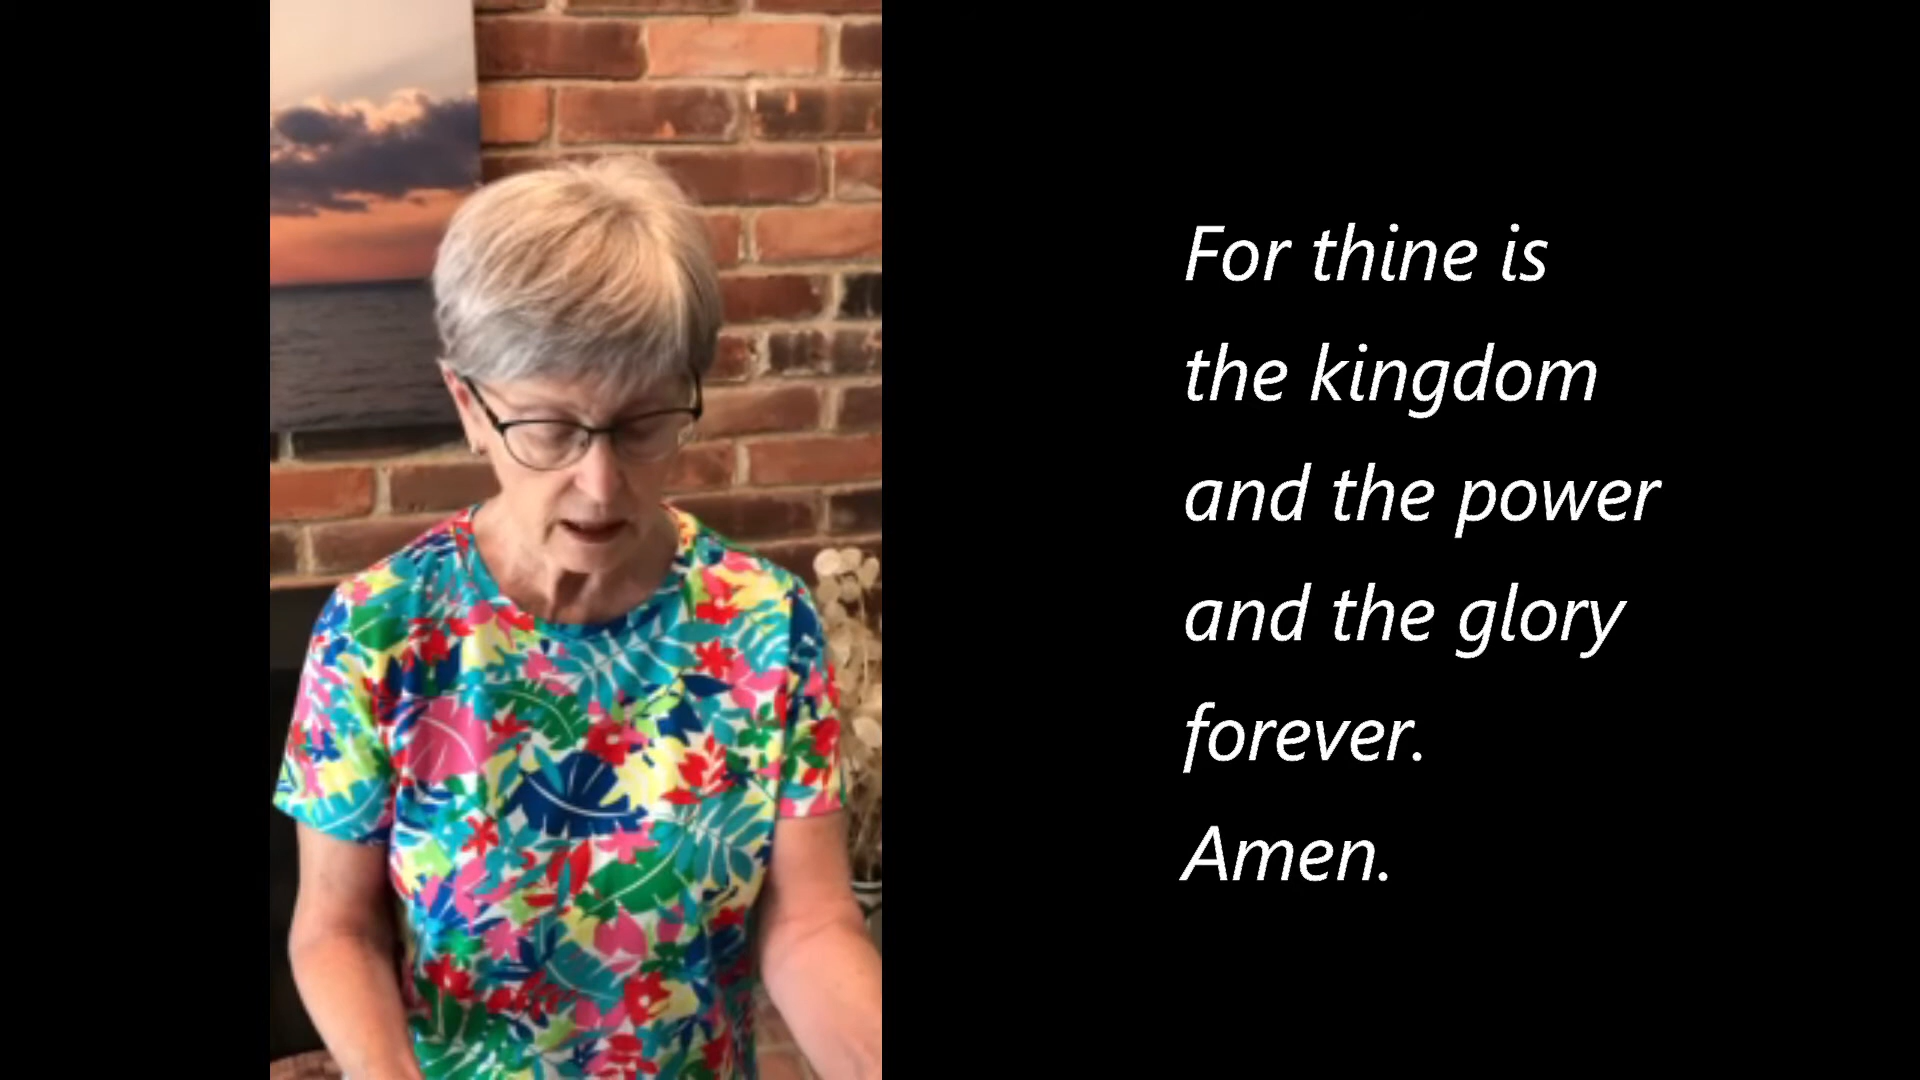 For thine is
the kingdom
and the power
and the glory
forever.
Amen.